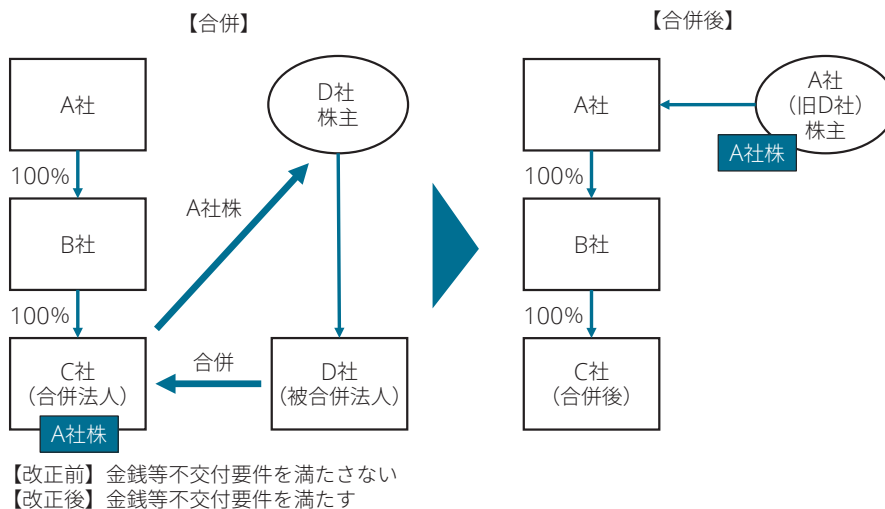 【合併】
A社
100%
B社
100%
C社
（合併法人）
A社株
D社
株主
A社株
合併
D社
（被合併法人）
【合併後】
A社
100%
B社
100%
C社
（合併後）
A社
（旧D社）
株主
A社株
【改正前】金銭等不交付要件を満たさない
【改正後】金銭等不交付要件を満たす